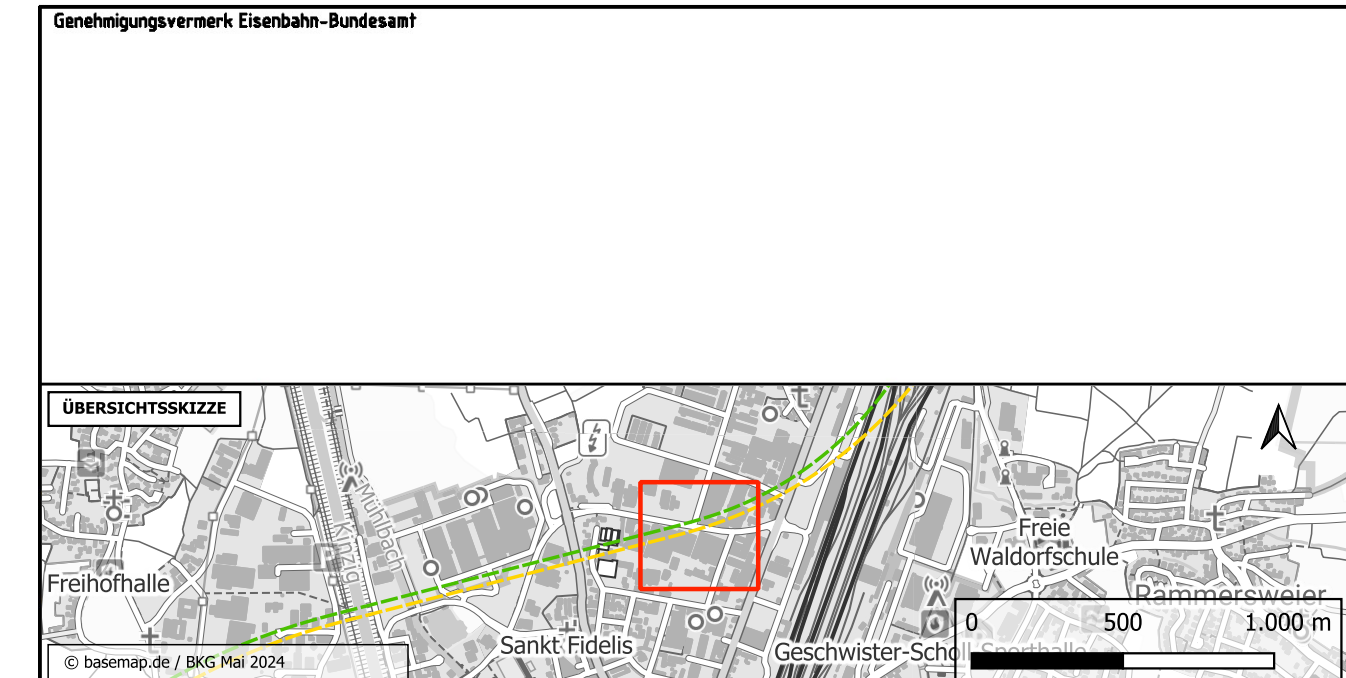 Genehmigungsvermerk Eisenbahn-Bundesamt
ÜBERSICHTSSKIZZE
Mühlbach
Kinzig
Freie
Waldorfschule
Freihofhalle
Rammersweier
0 500 1.000 m
Sankt Fidelis
Geschwister-Scholl Sporthalle
© basemap.de / BKG Mai 2024